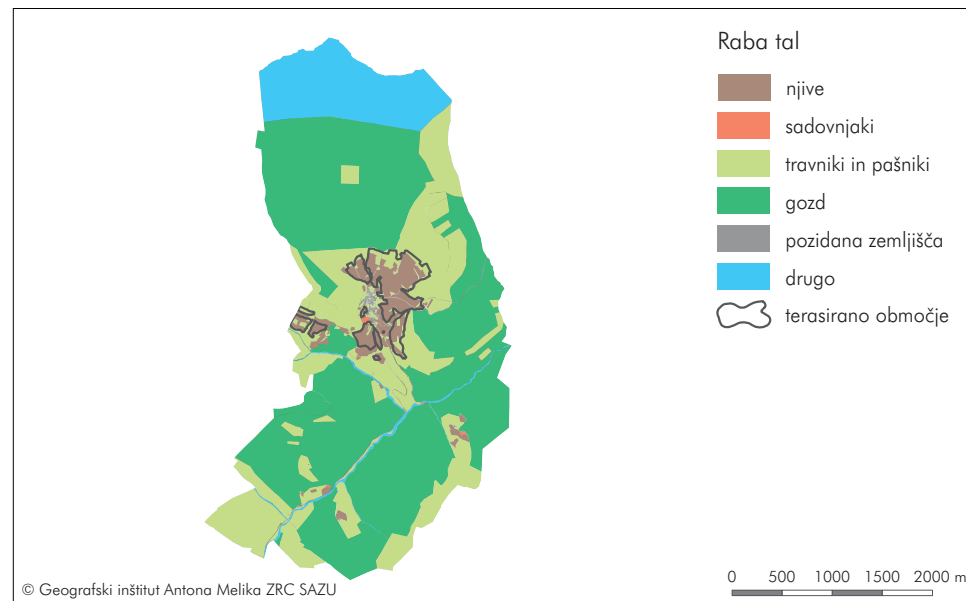 Raba tal
njive
sadovnjaki
travniki in pašniki
gozd
pozidana zemljišča
drugo
terasirano območje
© Geografski inštitut Antona Melika ZRC SAZU
0 500 1000 1500 2000 m